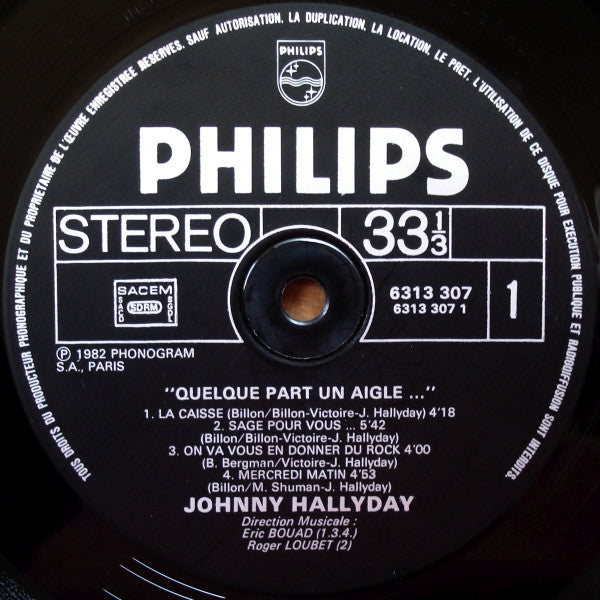 TOUS DROITS DU PRODUCTEUR PHONOGRAPHIQUE ET DU PROPRIETAIRE DE L'ŒUVRE ENREGISTREE RESERVES. SAUF AUTORISATION, LA DUPLICATION, LA LOCATION, LE PRET, L'UTILISATION DE CE DISQUE POUR EXECUTION PUBLIQUE ET RADIODIFFUSION SONT INTERDITS.
PHILIPS
PHILIPS
STEREO 33⅓
SACEM
SACD SDRM SGDL
6313 307
6313 307 1
1
Ⓟ 1982 PHONOGRAM
S.A., PARIS
"QUELQUE PART UN AIGLE ..."
1. LA CAISSE (Billon/Billon-Victoire-J. Hallyday) 4'18
2. SAGE POUR VOUS ... 5'42
(Billon/Billon-Victoire-J. Hallyday)
3. ON VA VOUS EN DONNER DU ROCK 4'00
(B. Bergman/Victoire-J. Hallyday)
4. MERCREDI MATIN 4'53
(Billon/M. Shuman-J. Hallyday)
JOHNNY HALLYDAY
Direction Musicale :
Eric BOUAD (1.3.4.)
Roger LOUBET (2)